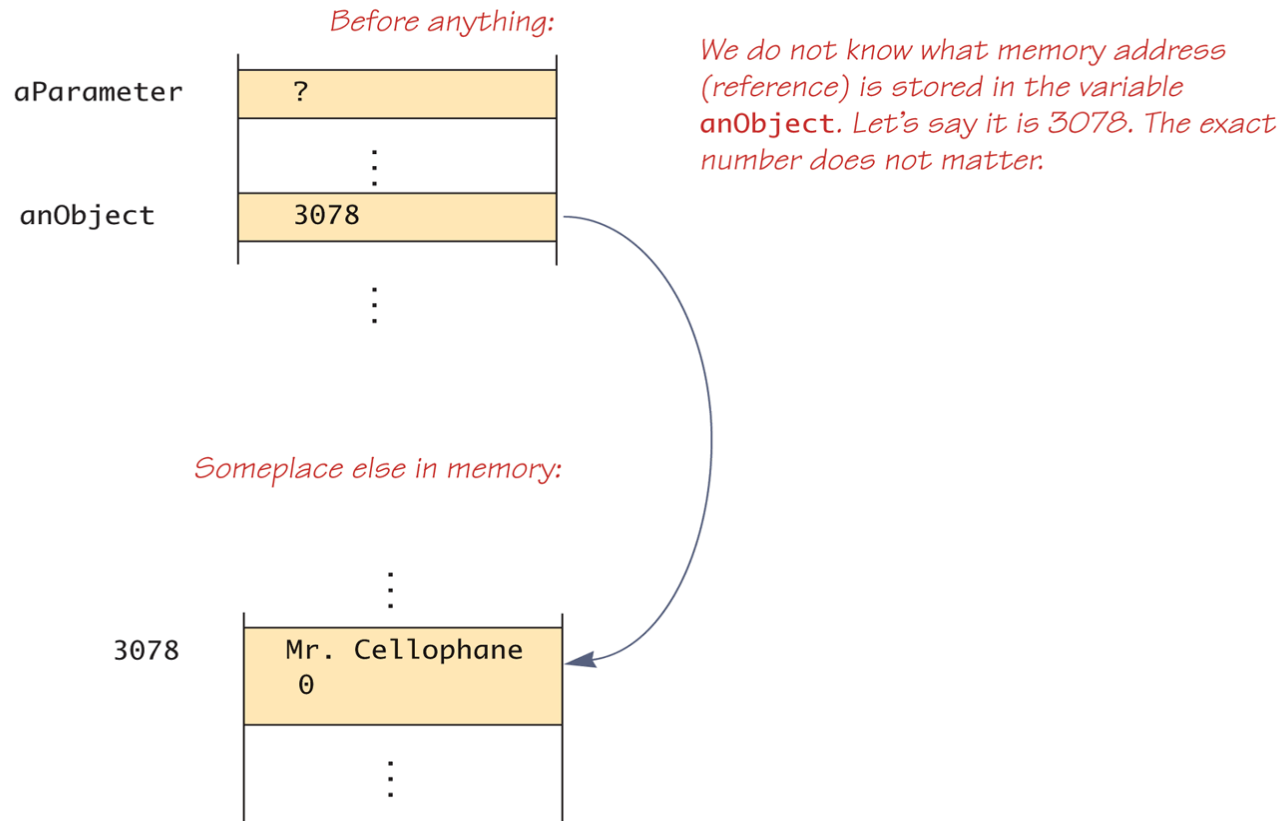 Before anything:
We do not know what memory address
(reference) is stored in the variable
anObject. Let's say it is 3078. The exact
number does not matter.
aParameter ?
anObject 3078
Someplace else in memory:
3078 Mr. Cellophane
0